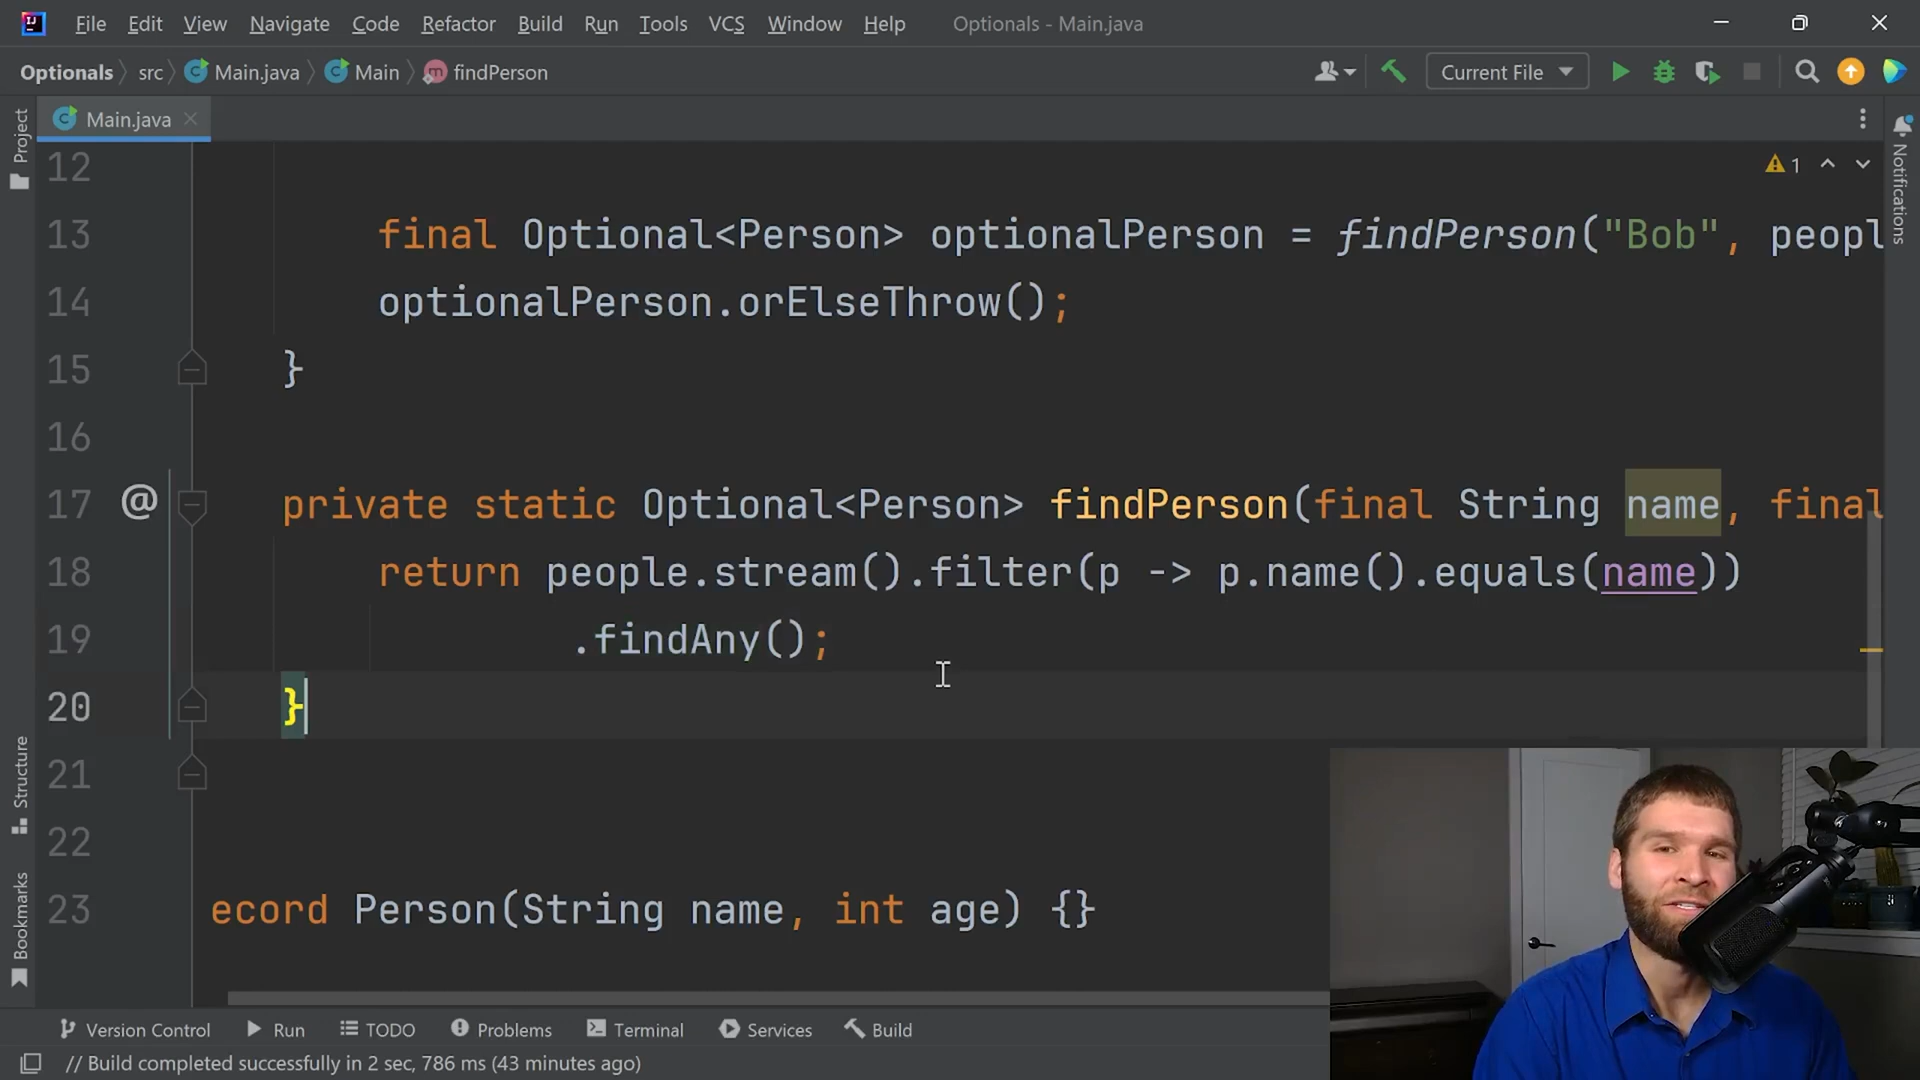 File Edit View Navigate Code Refactor Build Run Tools VCS Window Help Optionals - Main.java
Optionals src Main.java Main findPerson Current File
Project Main.java
12
1
Notifications
13 final Optional<Person> optionalPerson = findPerson("Bob", peopl
14 optionalPerson.orElseThrow();
15 }
16
17 @ private static Optional<Person> findPerson(final String name, final
18 return people.stream().filter(p -> p.name().equals(name))
19 .findAny();
20 }
21
Structure
22
23 ecord Person(String name, int age) {}
Bookmarks
Version Control Run TODO Problems Terminal Services Build
// Build completed successfully in 2 sec, 786 ms (43 minutes ago)